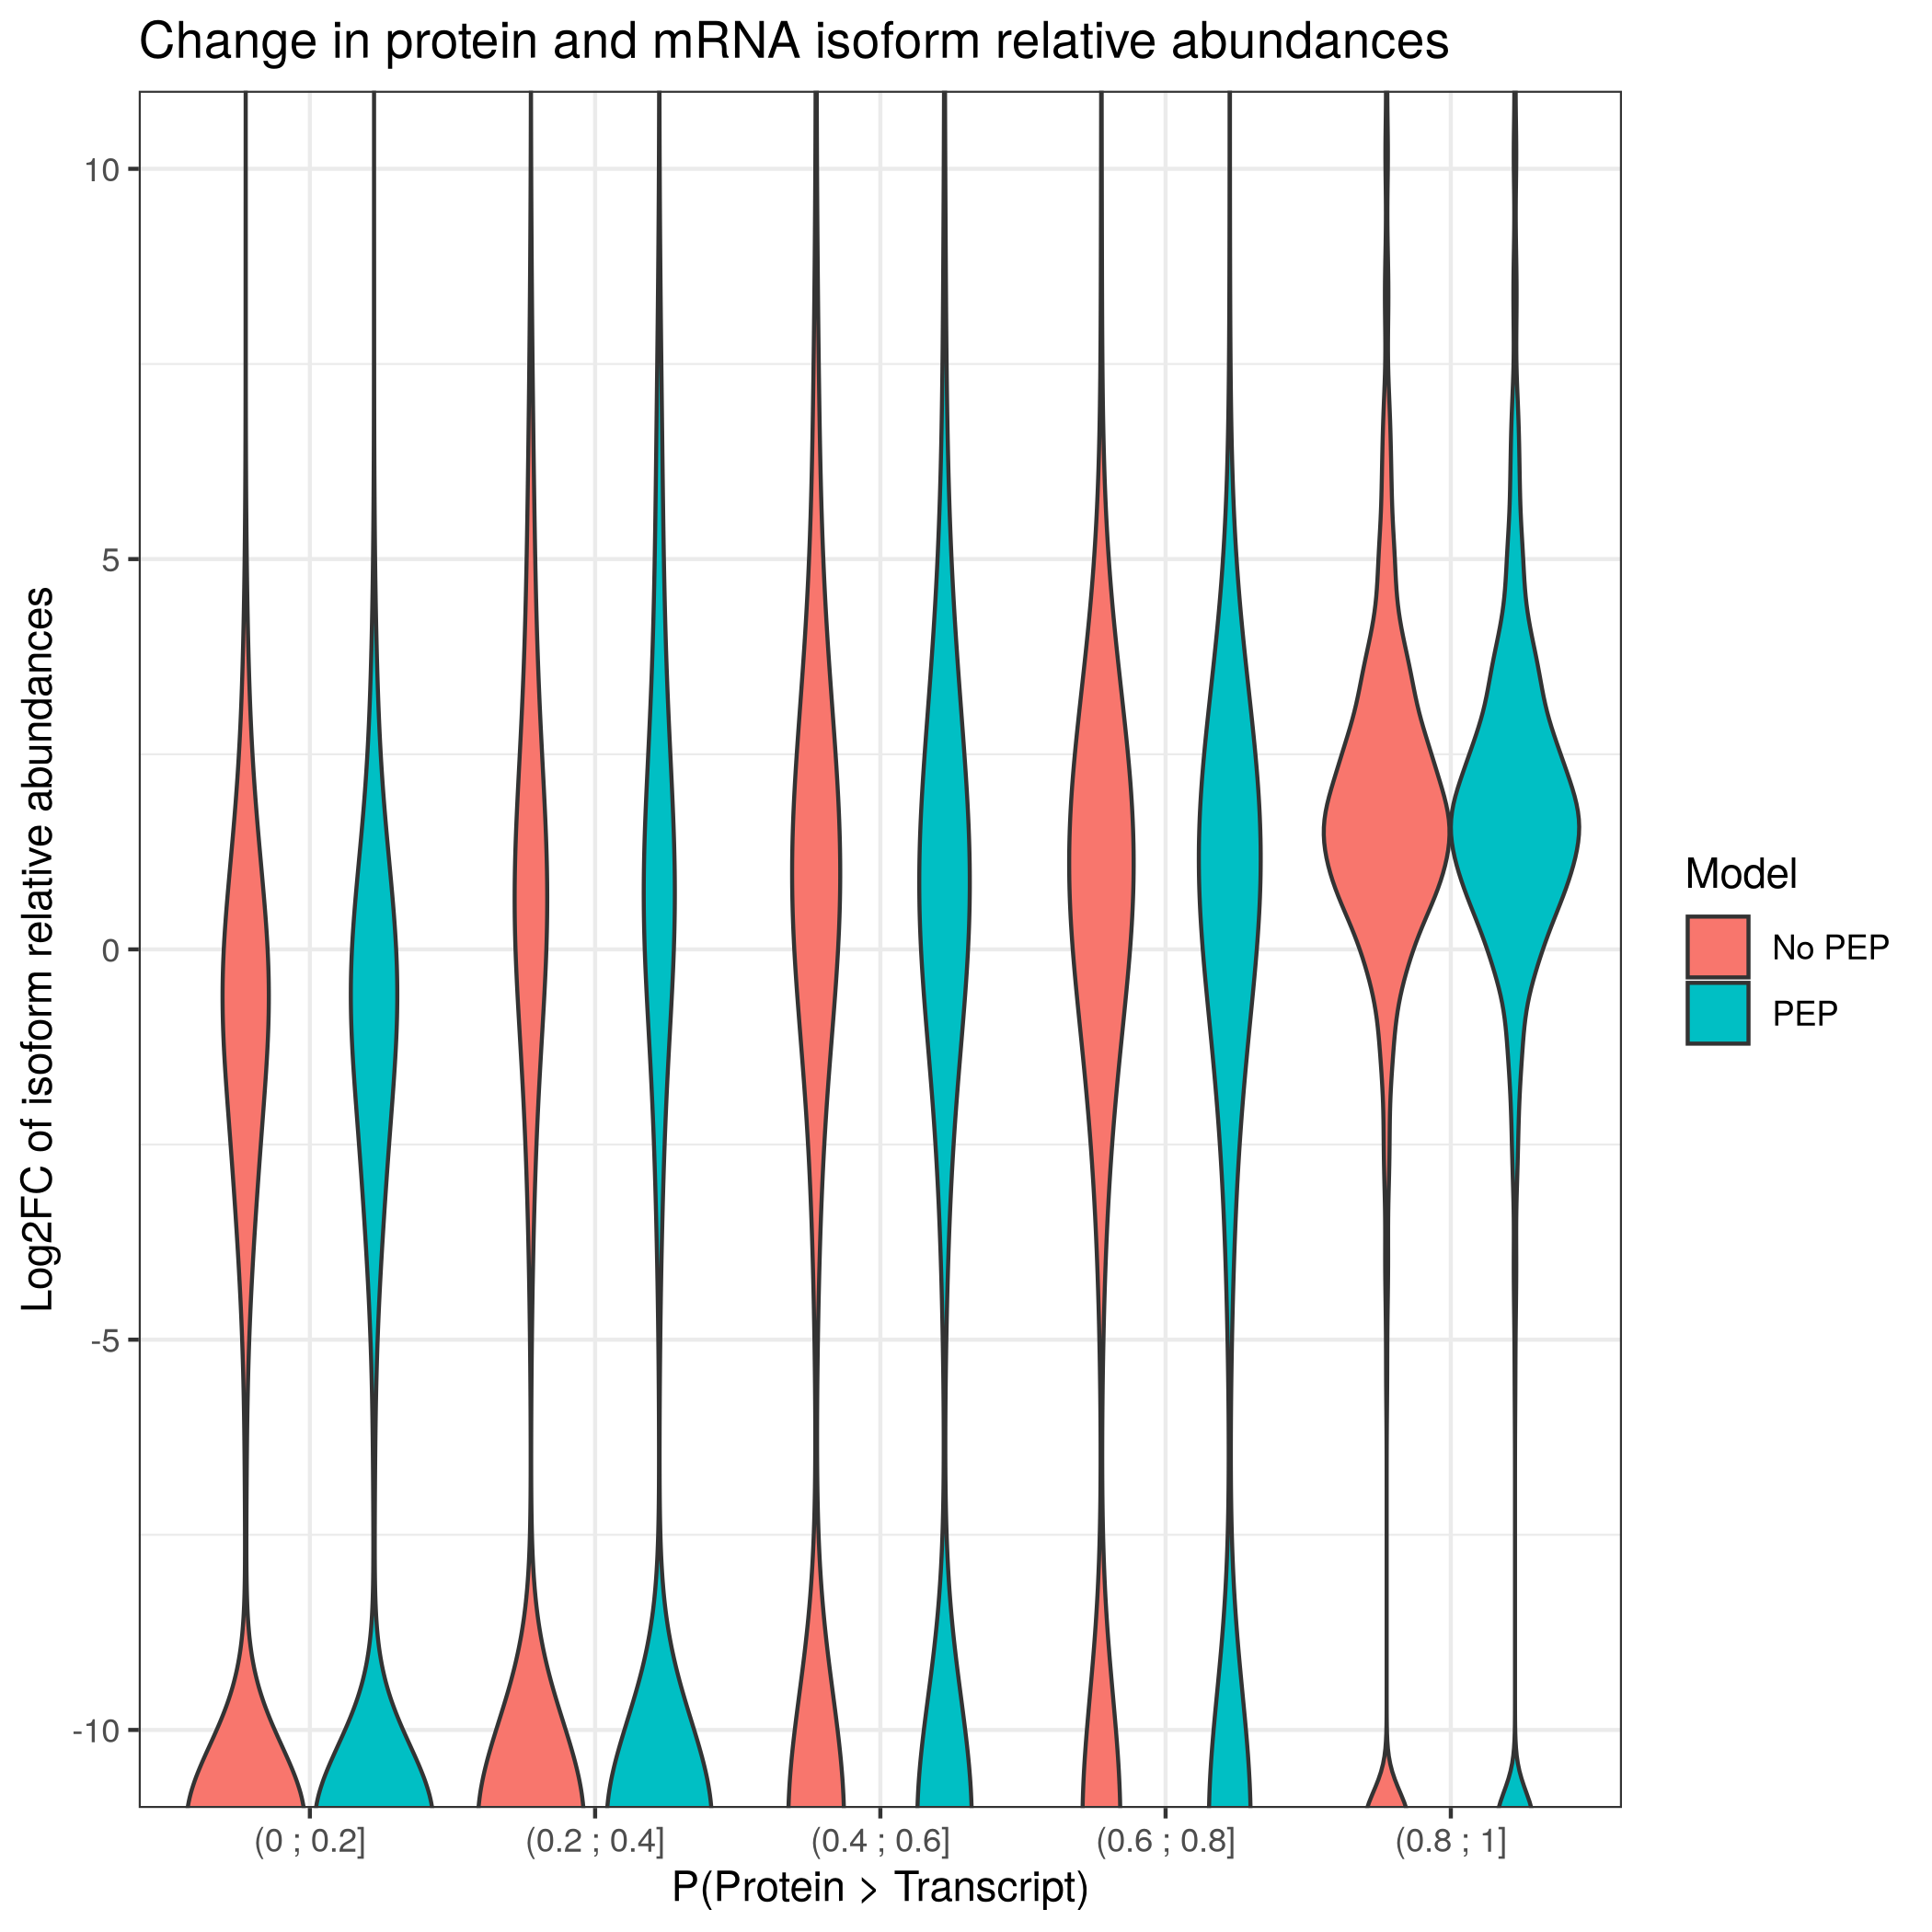 Change in protein and mRNA isoform relative abundances
Log2FC of isoform relative abundances
10
5
0
-5
-10
(0 ; 0.2]
(0.2 ; 0.4]
(0.4 ; 0.6]
(0.6 ; 0.8]
(0.8 ; 1]
P(Protein > Transcript)
Model
No PEP
PEP